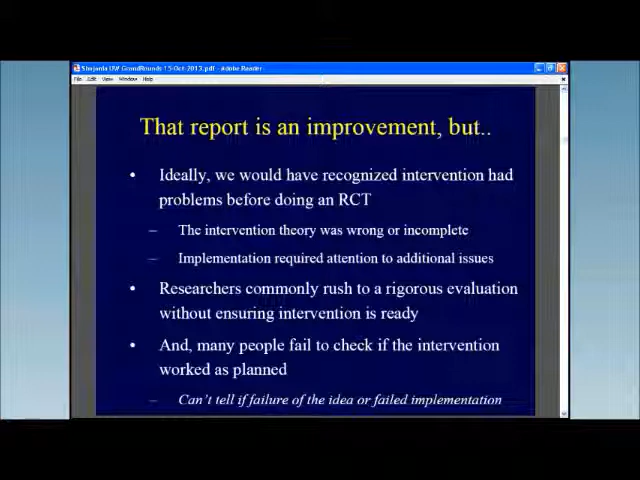 Sterjarda UW GrandRounds 15-Oct-2013.pdf - Adobe Reader
File Edit View Window Help
That report is an improvement, but..
• Ideally, we would have recognized intervention had
problems before doing an RCT
– The intervention theory was wrong or incomplete
– Implementation required attention to additional issues
• Researchers commonly rush to a rigorous evaluation
without ensuring intervention is ready
• And, many people fail to check if the intervention
worked as planned
– Can't tell if failure of the idea or failed implementation